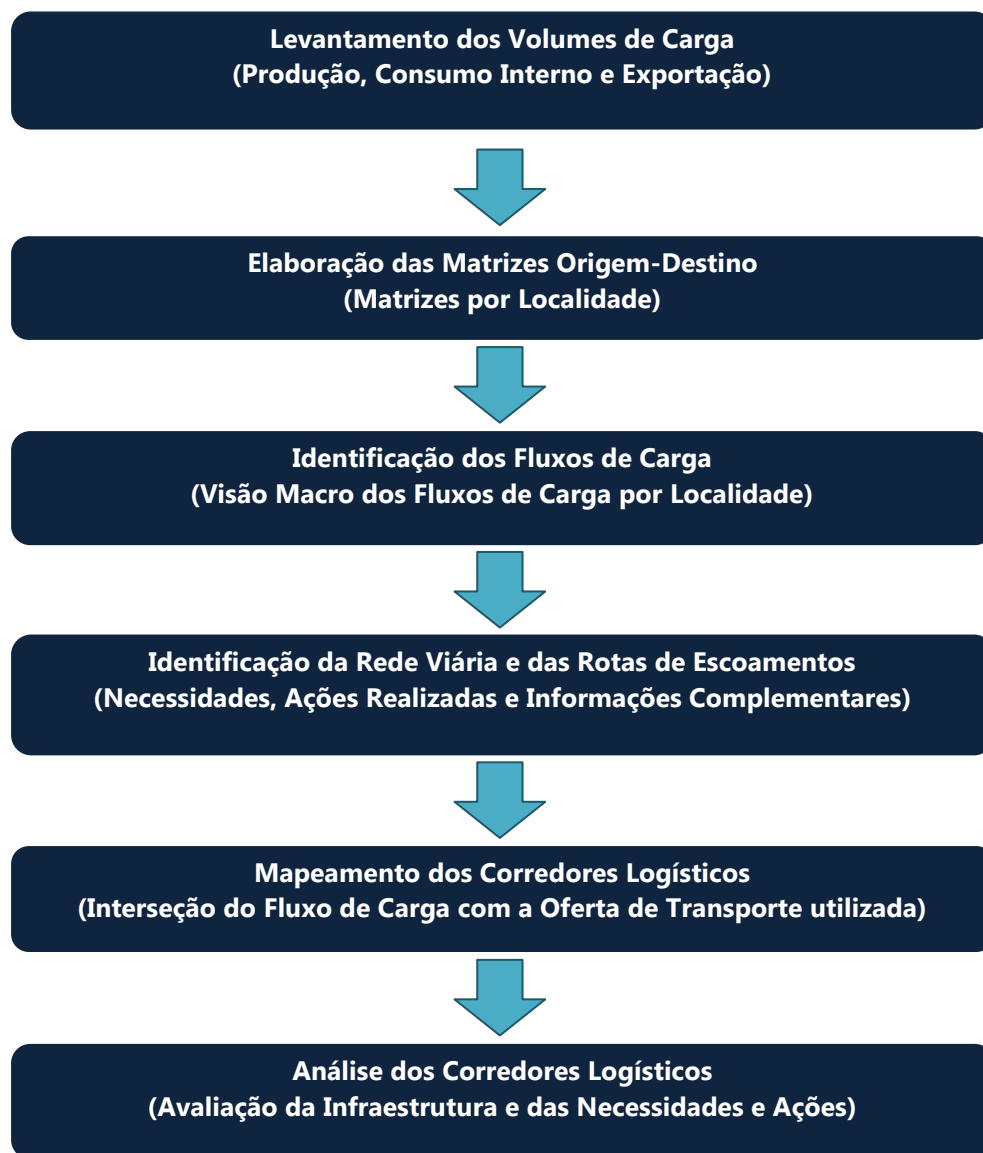 Levantamento dos Volumes de Carga
(Produção, Consumo Interno e Exportação)
Elaboração das Matrizes Origem-Destino
(Matrizes por Localidade)
Identificação dos Fluxos de Carga
(Visão Macro dos Fluxos de Carga por Localidade)
Identificação da Rede Viária e das Rotas de Escoamentos
(Necessidades, Ações Realizadas e Informações Complementares)
Mapeamento dos Corredores Logísticos
(Interseção do Fluxo de Carga com a Oferta de Transporte utilizada)
Análise dos Corredores Logísticos
(Avaliação da Infraestrutura e das Necessidades e Ações)